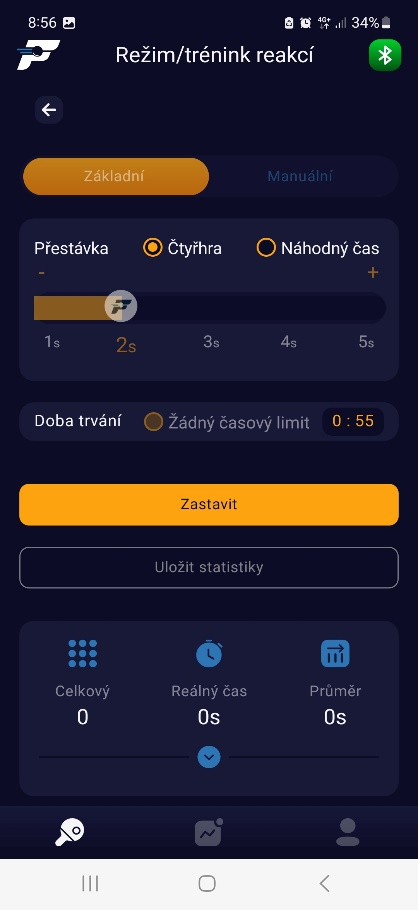 8:56 4G+ 34%
Režim/trénink reakcí
Základní Manuální
Přestávka Čtyřhra Náhodný čas
- +
1s 2s 3s 4s 5s
Doba trvání Žádný časový limit 0 : 55
Zastavit
Uložit statistiky
Celkový Reálný čas Průměr
0 0s 0s